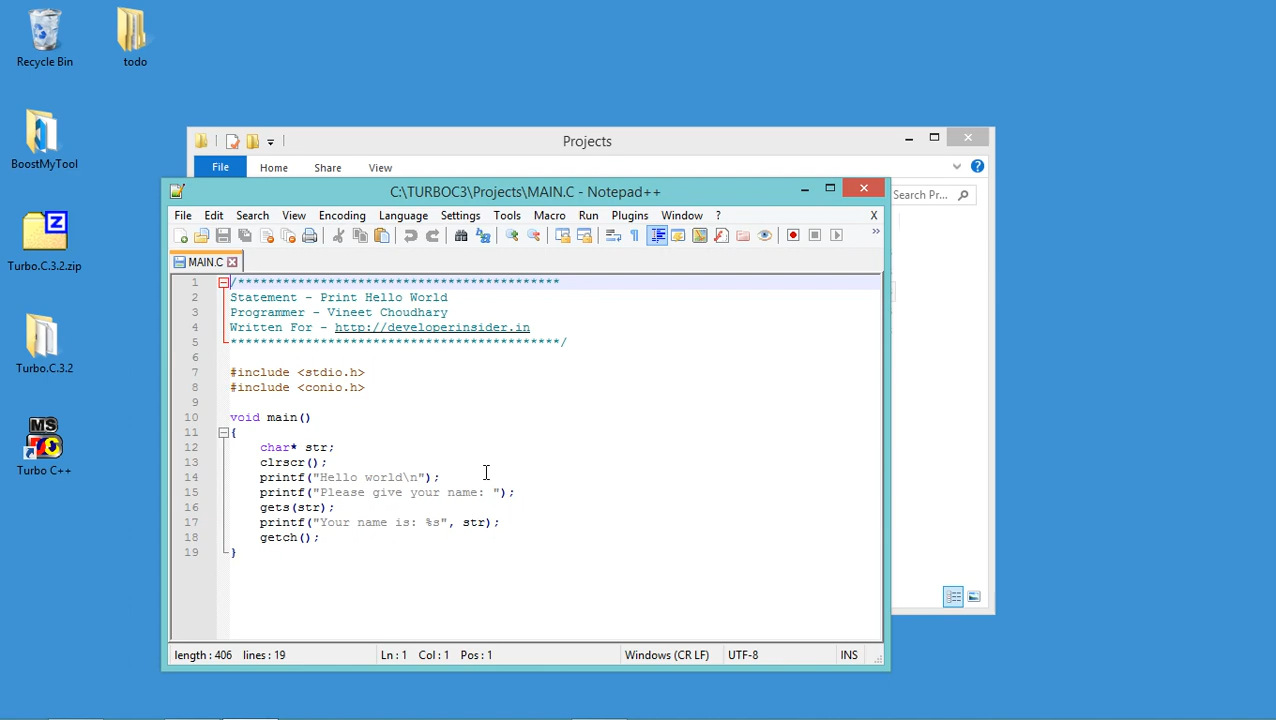 Recycle Bin
todo
BoostMyTool
Turbo.C.3.2.zip
Z
Turbo.C.3.2
MS
Turbo C++
Projects
File Home Share View
Search Pr...
C:\TURBOC3\Projects\MAIN.C - Notepad++
File Edit Search View Encoding Language Settings Tools Macro Run Plugins Window ? X
MAIN.C
1 /*******************************************
2 Statement - Print Hello World
3 Programmer - Vineet Choudhary
4 Written For - http://developerinsider.in
5 ********************************************/
6
7 #include <stdio.h>
8 #include <conio.h>
9
10 void main()
11 {
12 char* str;
13 clrscr();
14 printf("Hello world\n");
15 printf("Please give your name: ");
16 gets(str);
17 printf("Your name is: %s", str);
18 getch();
19 }
length : 406 lines : 19 Ln : 1 Col : 1 Pos : 1 Windows (CR LF) UTF-8 INS